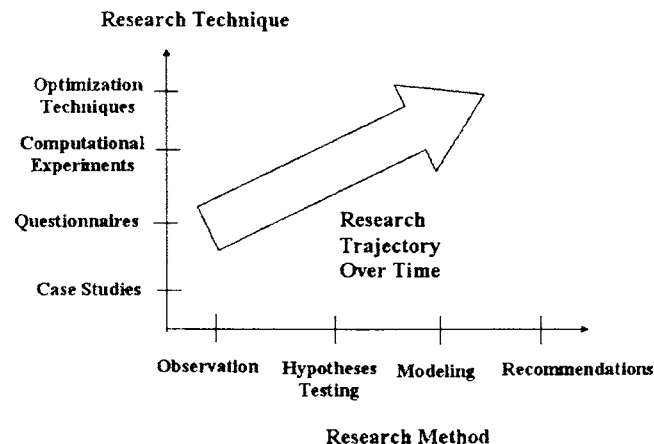 Research Technique
Optimization
Techniques
Computational
Experiments
Questionnaires
Case Studies
Research
Trajectory
Over Time
Observation
Hypotheses
Testing
Modeling
Recommendations
Research Method